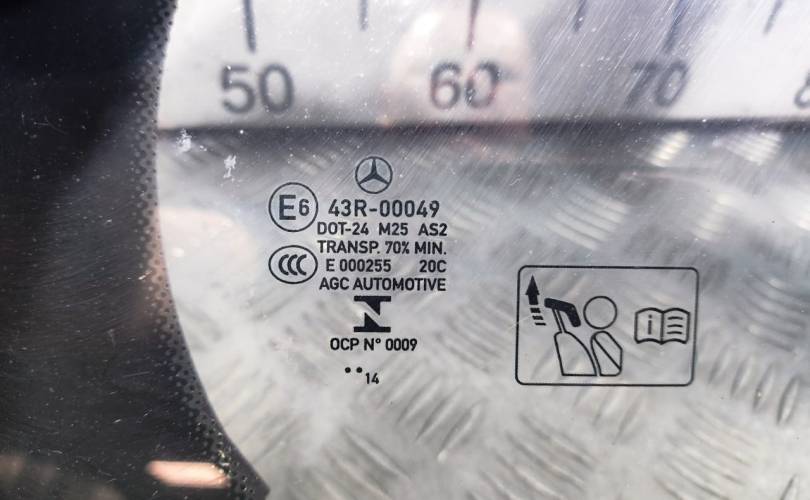 50 60 70
E6 43R-00049
DOT-24 M25 AS2
TRANSP. 70% MIN.
CCC E 000255 20C
AGC AUTOMOTIVE
OCP N° 0009
••14
i